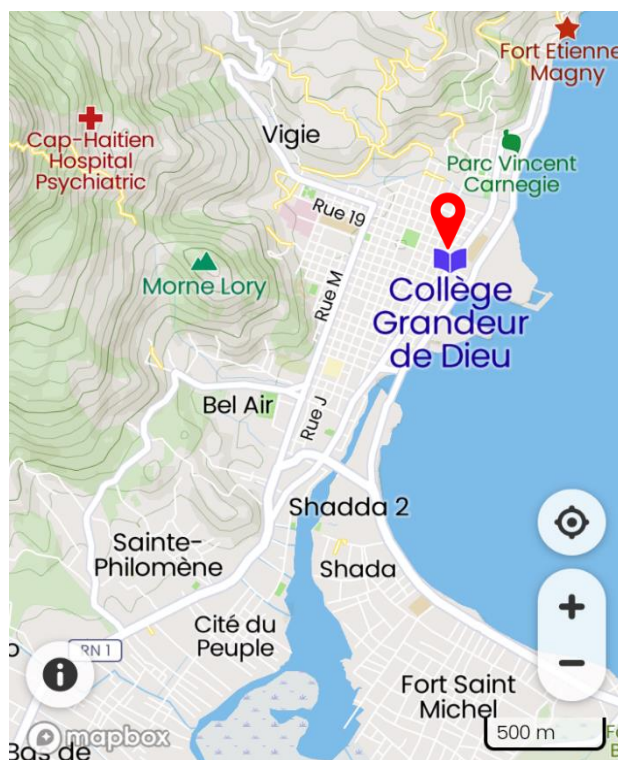 Fort Etienne
Magny
Cap-Haitien
Hospital
Psychiatric
Vigie
Parc Vincent
Carnegie
Rue 19
Morne Lory
Rue M
Collège
Grandeur
de Dieu
Bel Air
Rue J
Shadda 2
Sainte-
Philomène
Shada
Cité du
Peuple
RN 1
Fort Saint
Michel
500 m
mapbox
Bas de